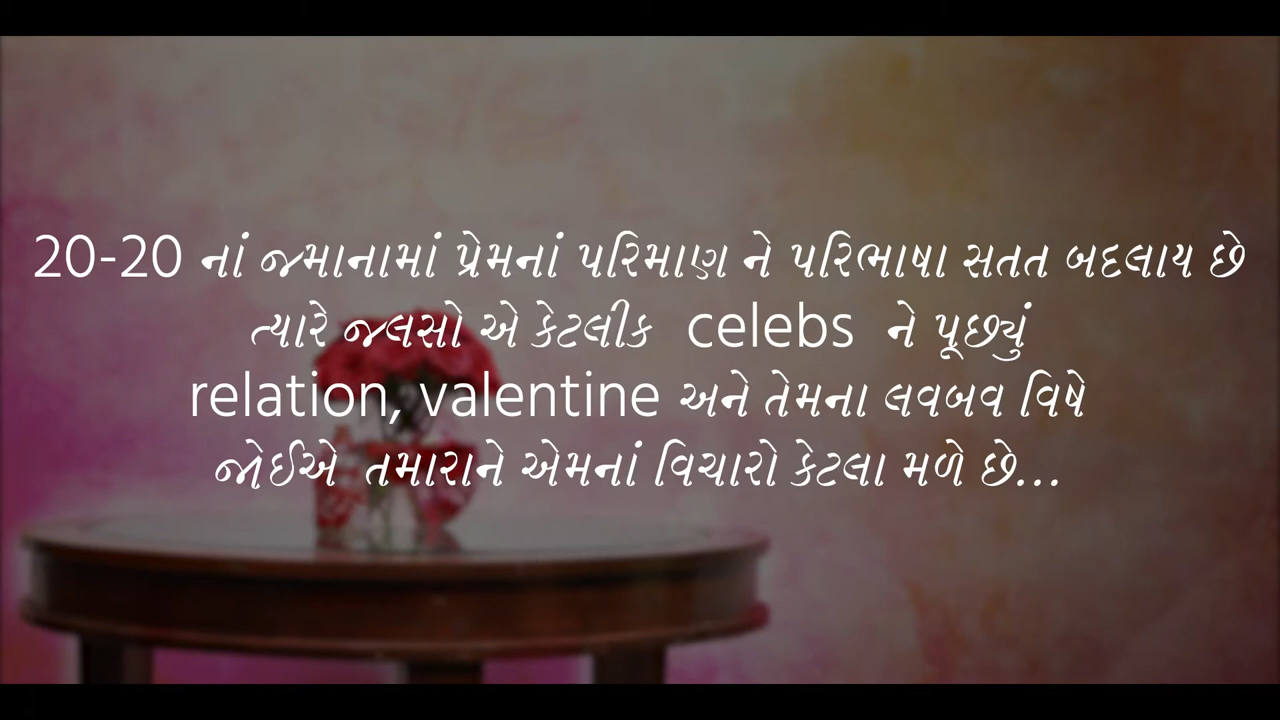 20-20 નાં જમાનામાં પ્રેમનાં પરિમાણ ને પરિભાષા સતત બદલાય છે
ત્યારે જલસો એ કેટલીક celebs ને પૂછ્યું
relation, valentine અને તેમના લવબવ વિષે
જોઈએ તમારાને એમનાં વિચારો કેટલા મળે છે...